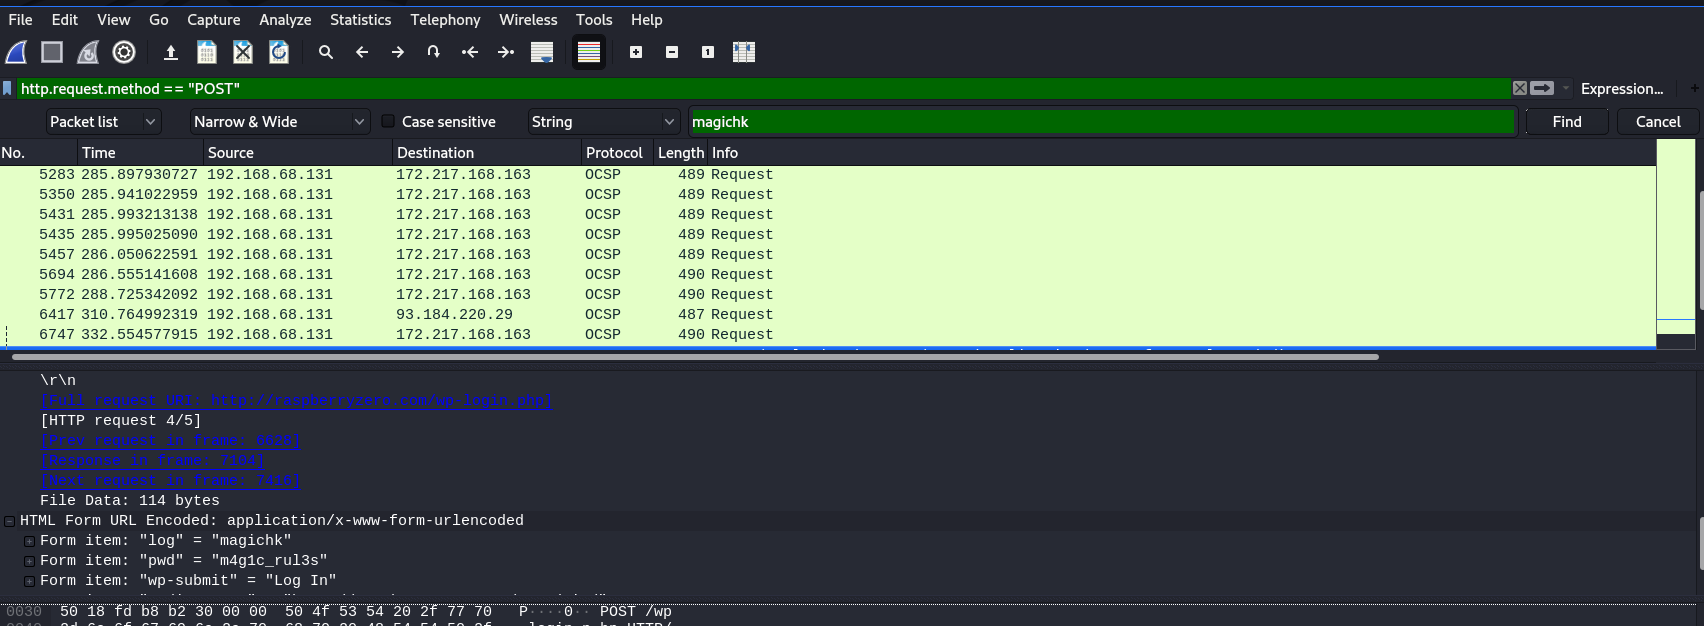 File Edit View Go Capture Analyze Statistics Telephony Wireless Tools Help
http.request.method == "POST" Expression... +
Packet list Narrow & Wide Case sensitive String magichk Find Cancel
No. Time Source Destination Protocol Length Info
5283 285.897930727 192.168.68.131 172.217.168.163 OCSP 489 Request
5350 285.941022959 192.168.68.131 172.217.168.163 OCSP 489 Request
5431 285.993213138 192.168.68.131 172.217.168.163 OCSP 489 Request
5435 285.995025090 192.168.68.131 172.217.168.163 OCSP 489 Request
5457 286.050622591 192.168.68.131 172.217.168.163 OCSP 489 Request
5694 286.555141608 192.168.68.131 172.217.168.163 OCSP 490 Request
5772 288.725342092 192.168.68.131 172.217.168.163 OCSP 490 Request
6417 310.764992319 192.168.68.131 93.184.220.29 OCSP 487 Request
6747 332.554577915 192.168.68.131 172.217.168.163 OCSP 490 Request
\r\n
[Full request URI: http://raspberryzero.com/wp-login.php]
[HTTP request 4/5]
[Prev request in frame: 6628]
[Response in frame: 7104]
[Next request in frame: 7416]
File Data: 114 bytes
HTML Form URL Encoded: application/x-www-form-urlencoded
Form item: "log" = "magichk"
Form item: "pwd" = "m4g1c_rul3s"
Form item: "wp-submit" = "Log In"
0030 50 18 fd b8 b2 30 00 00 50 4f 53 54 20 2f 77 70 P····0·· POST /wp